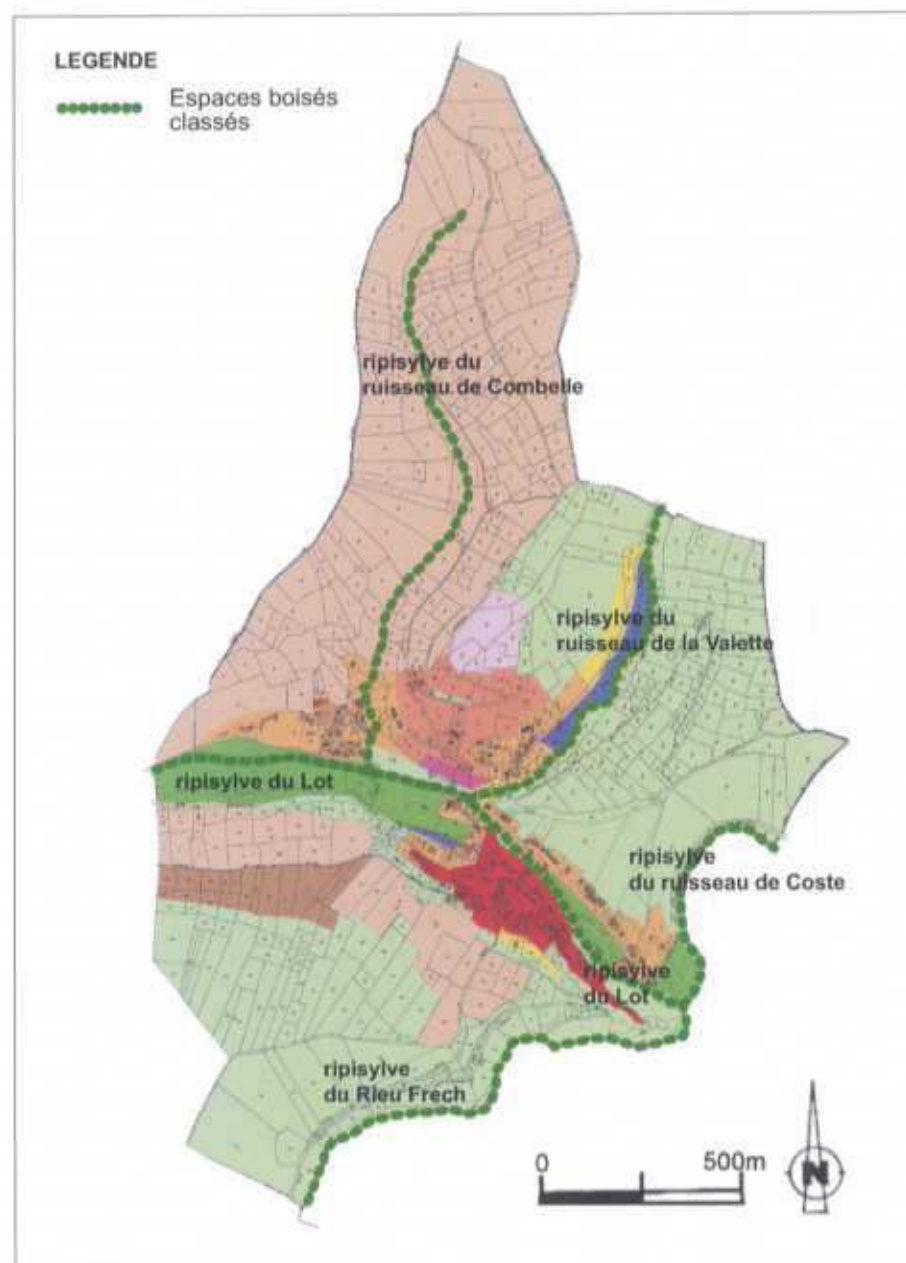 LEGENDE
Espaces boisés
classés
ripisylve du
ruisseau de Combelle
ripisylve du
ruisseau de la Valette
ripisylve du Lot
ripisylve
du ruisseau de Coste
ripisylve
du Lot
ripisylve
du Rieu Frech
0 500m
N